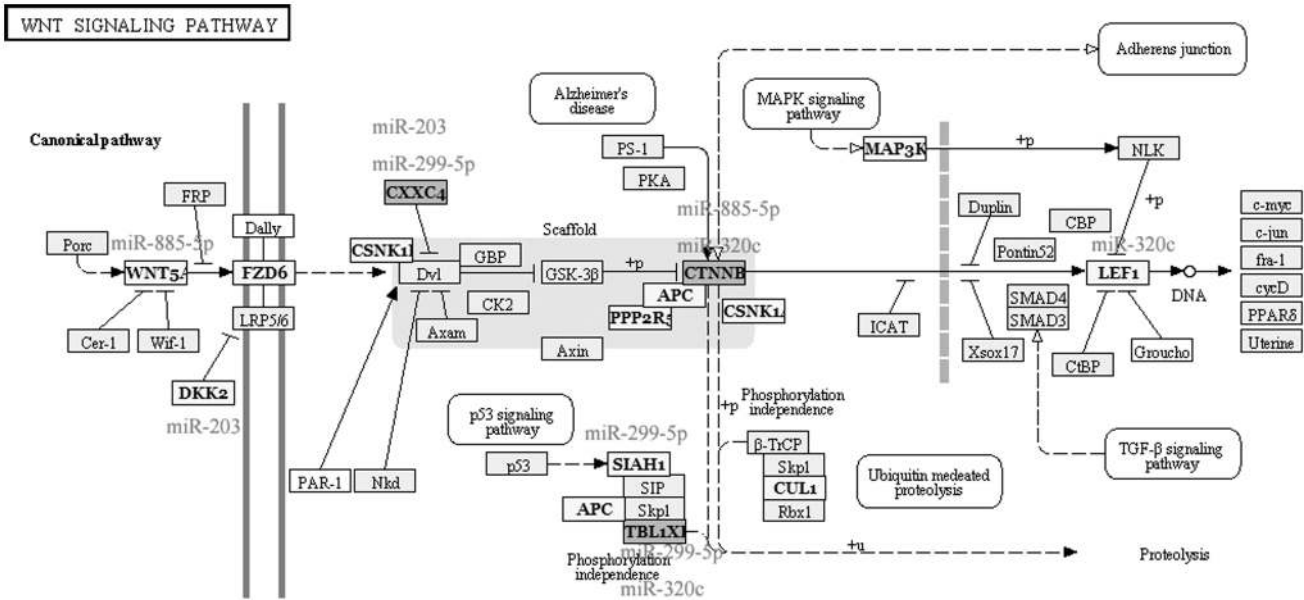 WNT SIGNALING PATHWAY
Adherens junction
Alzheimer's
disease
MAPK signaling
pathway
miR-203
Canonical pathway
PS-1
MAP3K
+p
NLK
miR-299-5p
PKA
CXXC4
FRP
+p
c-myc
miR-885-5p
Duplin
CBP
Dally
Scaffold
c-jun
Porc
miR-885-5p
CSNK1
GBP
miR-320c
Pontin52
miR-320c
fra-1
WNT5A
FZD6
Dvl
GSK-3β
+p
CTNNB
LEF1
DNA
cycD
APC
CK2
SMAD4
LRP5/6
PPP2R5
CSNK1A
SMAD3
PPARδ
Axam
ICAT
Cer-1
Wif-1
Axin
Xsox17
CtBP
Groucho
Uterine
DKK2
miR-203
+p
Phosphorylation
independence
p53 signaling
pathway
miR-299-5p
β-TrCP
TGF-β signaling
pathway
p53
SIAH1
Skp1
PAR-1
Nkd
SIP
CUL1
Ubiquitin medeated
proteolysis
APC
Skp1
Rbx1
TBL1X
+u
Proteolysis
miR-299-5p
Phosphorylation
independence
miR-320c